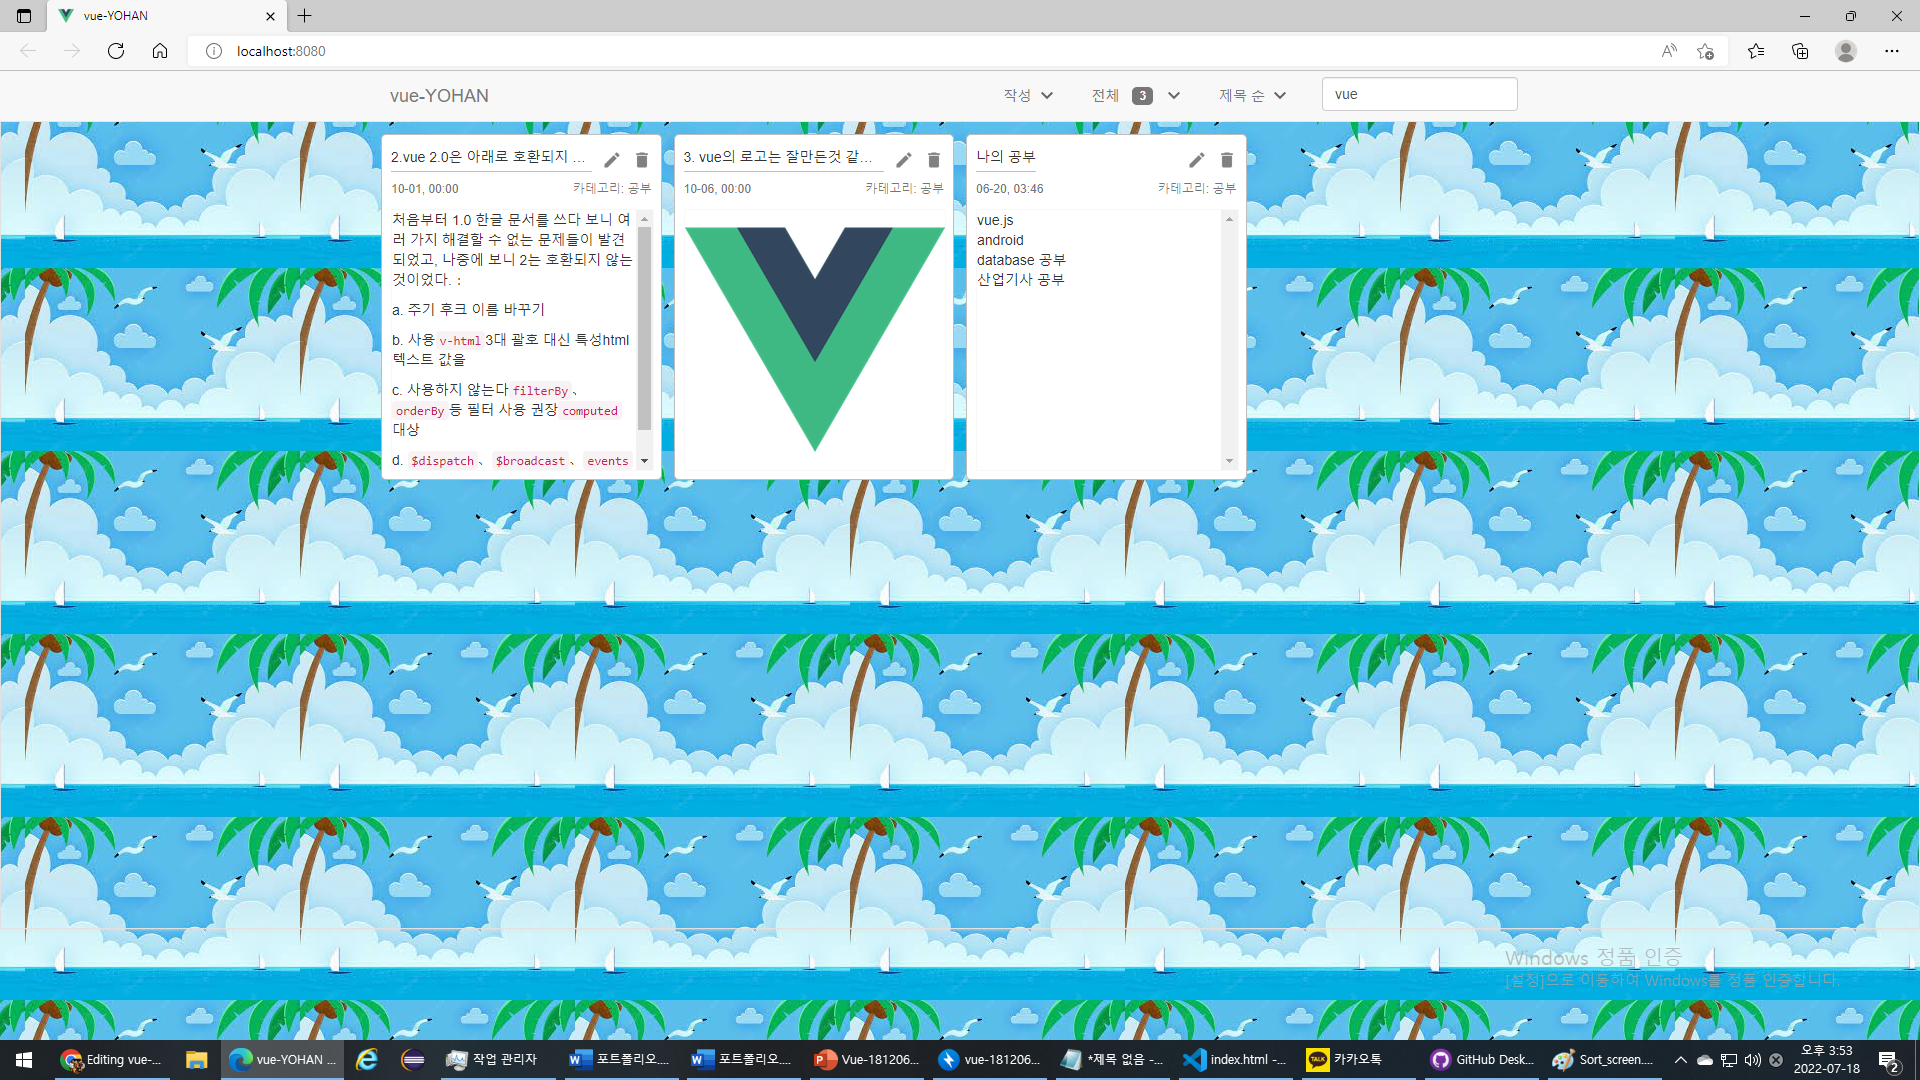 vue-YOHAN
localhost:8080
vue-YOHAN
작성
전체 3
제목 순
vue
2.vue 2.0은 아래로 호환되지 ...
10-01, 00:00 카테고리: 공부
처음부터 1.0 한글 문서를 쓰다 보니 여
러 가지 해결할 수 없는 문제들이 발견
되었고, 나중에 보니 2는 호환되지 않는
것이었다. :
a. 주기 후크 이름 바꾸기
b. 사용 v-html 3대 괄호 대신 특성html
텍스트 값을
c. 사용하지 않는다 filterBy、
orderBy 등 필터 사용 권장 computed
대상
d. $dispatch、 $broadcast、 events
3. vue의 로고는 잘만든것 같...
10-06, 00:00 카테고리: 공부
나의 공부
06-20, 03:46 카테고리: 공부
vue.js
android
database 공부
산업기사 공부
Windows 정품 인증
[설정]으로 이동하여 Windows를 정품 인증합니다.
Editing vue-...
vue-YOHAN ...
작업 관리자
포트폴리오....
포트폴리오....
Vue-181206...
vue-181206...
*제목 없음 -...
index.html -...
TALK
카카오톡
GitHub Desk...
Sort_screen....
오후 3:53
2022-07-18
2